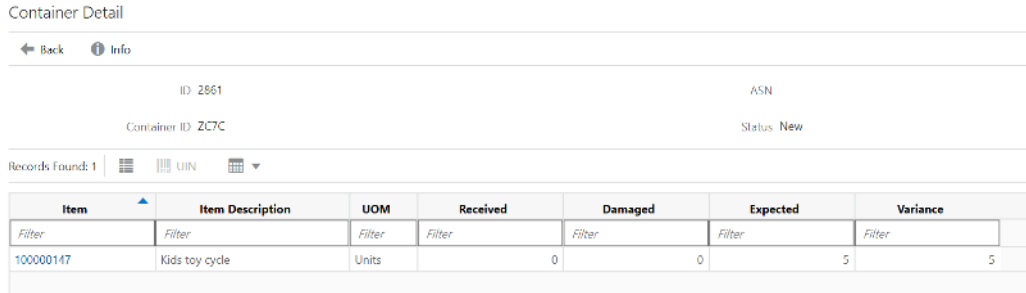 Container Detail
Back Info
ID 2861 ASN
Container ID ZC7C Status New
Records Found: 1 UIN
Item Item Description UOM Received Damaged Expected Variance
Filter Filter Filter Filter Filter Filter Filter
100000147 Kids toy cycle Units 0 0 5 5